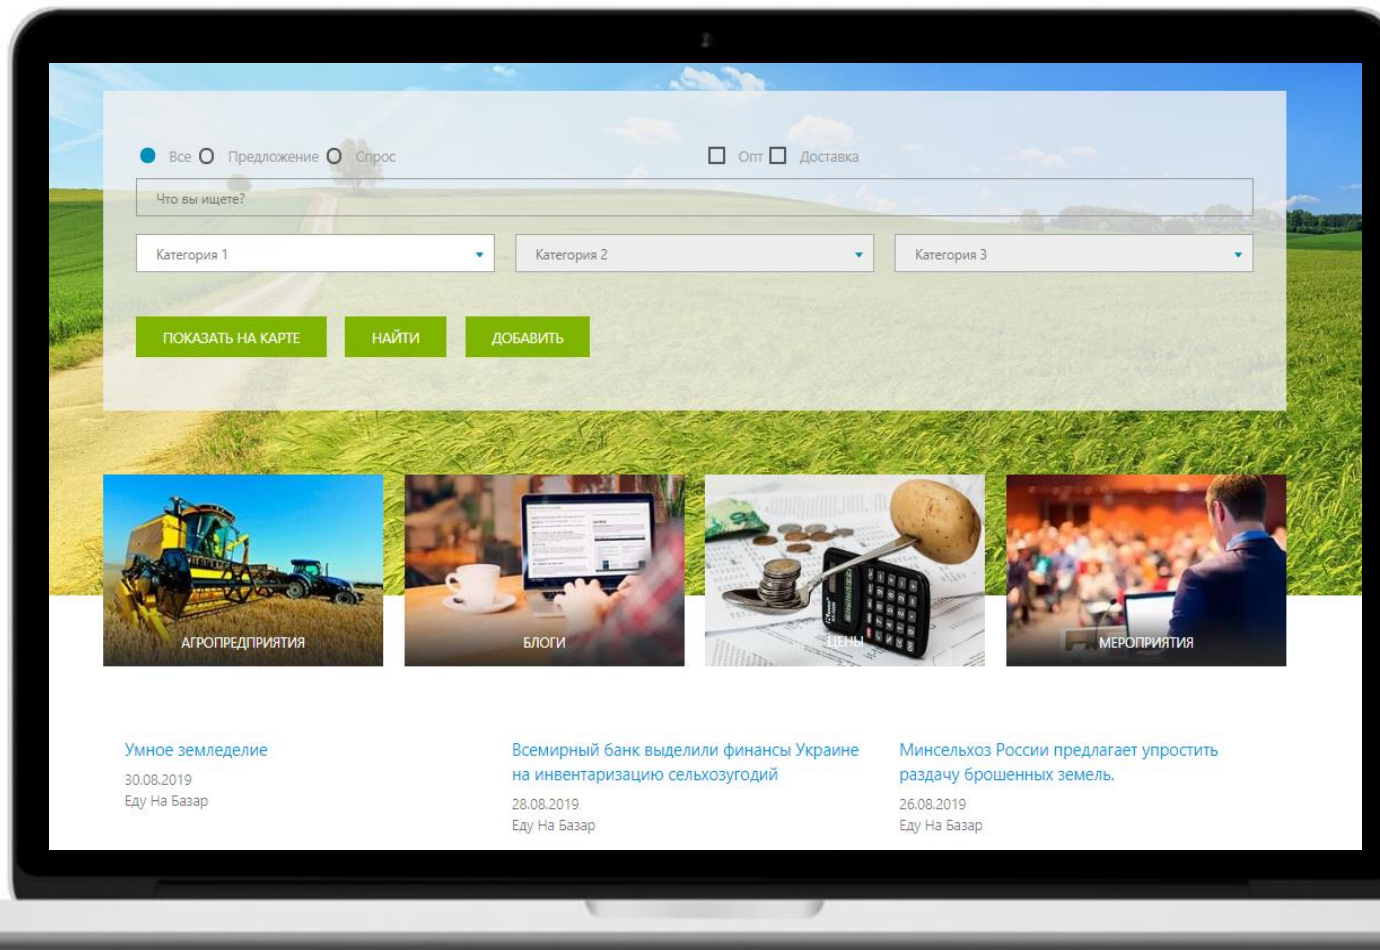 Все Предложение Спрос Опт Доставка
Что вы ищете?
Категория 1 Категория 2 Категория 3
ПОКАЗАТЬ НА КАРТЕ НАЙТИ ДОБАВИТЬ
АГРОПРЕДПРИЯТИЯ БЛОГИ ЦЕНЫ МЕРОПРИЯТИЯ
Умное земледелие
30.08.2019
Еду На Базар
Всемирный банк выделили финансы Украине
на инвентаризацию сельхозугодий
28.08.2019
Еду На Базар
Минсельхоз России предлагает упростить
раздачу брошенных земель.
26.08.2019
Еду На Базар